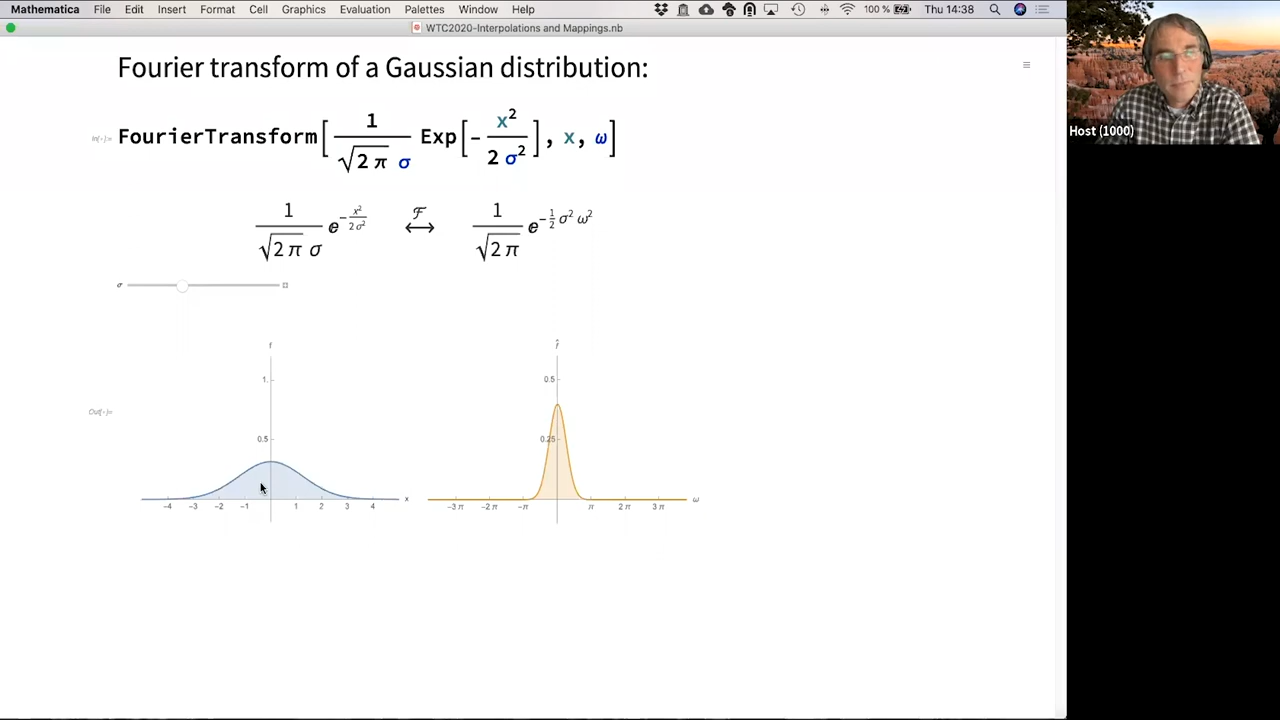 Mathematica File Edit Insert Format Cell Graphics Evaluation Palettes Window Help 100 % Thu 14:38
WTC2020-Interpolations and Mappings.nb
Fourier transform of a Gaussian distribution:
In[•]:= FourierTransform[1/√(2 π) σ Exp[-x²/(2 σ²)], x, ω]
1/(√(2 π) σ) ⅇ^(-x²/(2 σ²)) ℱ ⟷ 1/√(2 π) ⅇ^(-1/2 σ² ω²)
σ
Out[•]=
f
1.
0.5
-4 -3 -2 -1 1 2 3 4 x
f̂
0.5
0.25
-3 π -2 π -π π 2 π 3 π ω
Host (1000)